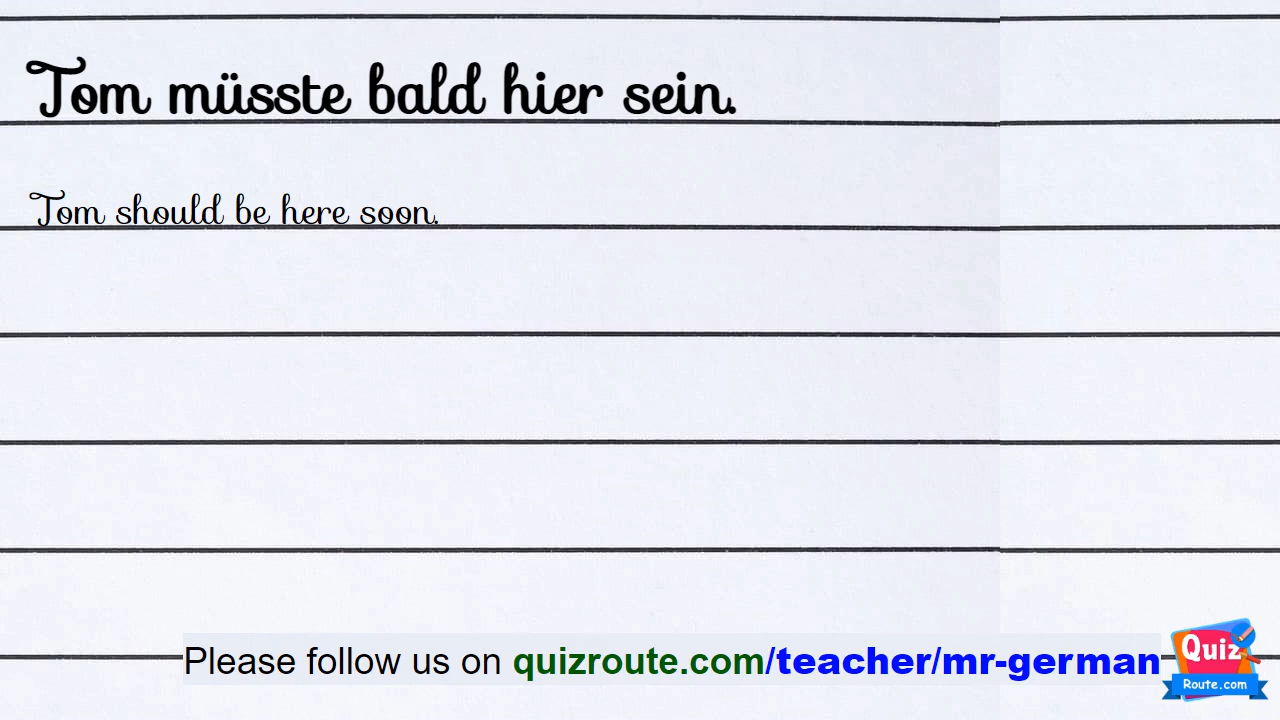 Tom müsste bald hier sein.
Tom should be here soon.
Please follow us on quizroute.com/teacher/mr-german
Quiz
Route.com